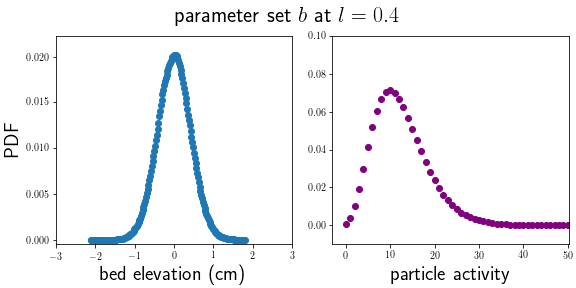 parameter set b at l = 0.4
PDF
0.020
0.015
0.010
0.005
0.000
−3 −2 −1 0 1 2 3
bed elevation (cm)
0.10
0.08
0.06
0.04
0.02
0.00
0 10 20 30 40 50
particle activity